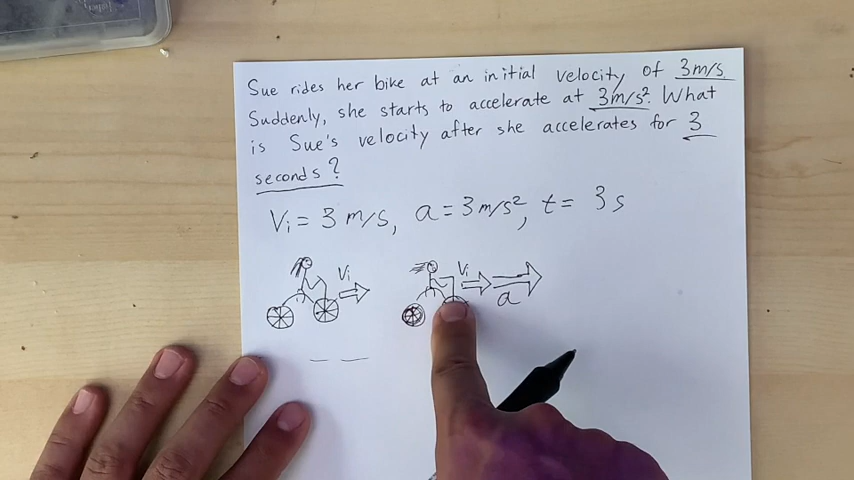 Sue rides her bike at an initial velocity of 3m/s
Suddenly, she starts to accelerate at 3m/s². What
is Sue's velocity after she accelerates for 3
seconds?
Vi = 3 m/s, a = 3 m/s², t = 3 s
Vi Vi
a